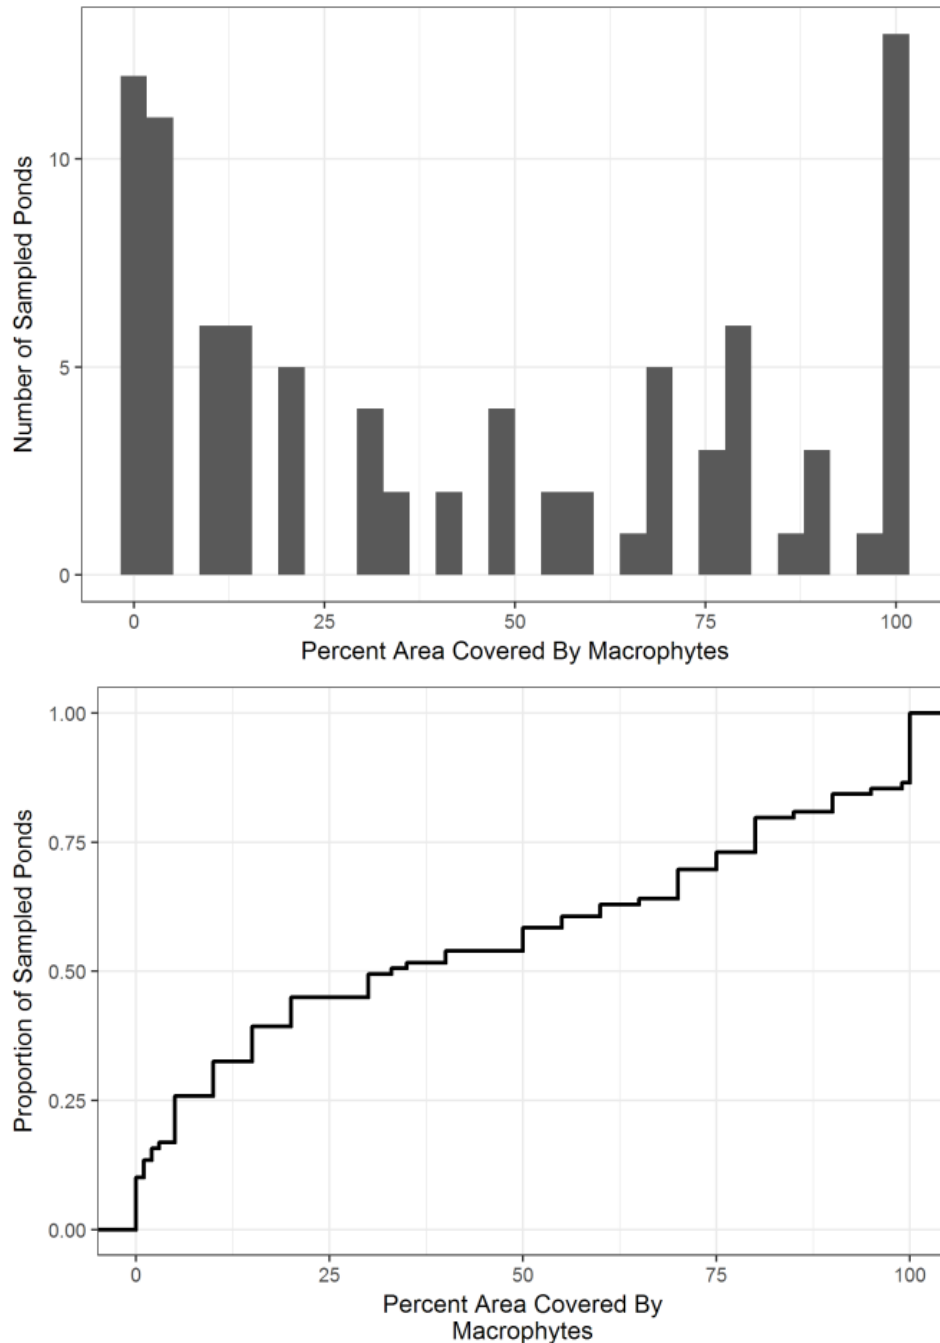 10
5
0
Number of Sampled Ponds
0 25 50 75 100
Percent Area Covered By Macrophytes
1.00
0.75
0.50
0.25
0.00
Proportion of Sampled Ponds
0 25 50 75 100
Percent Area Covered By
Macrophytes